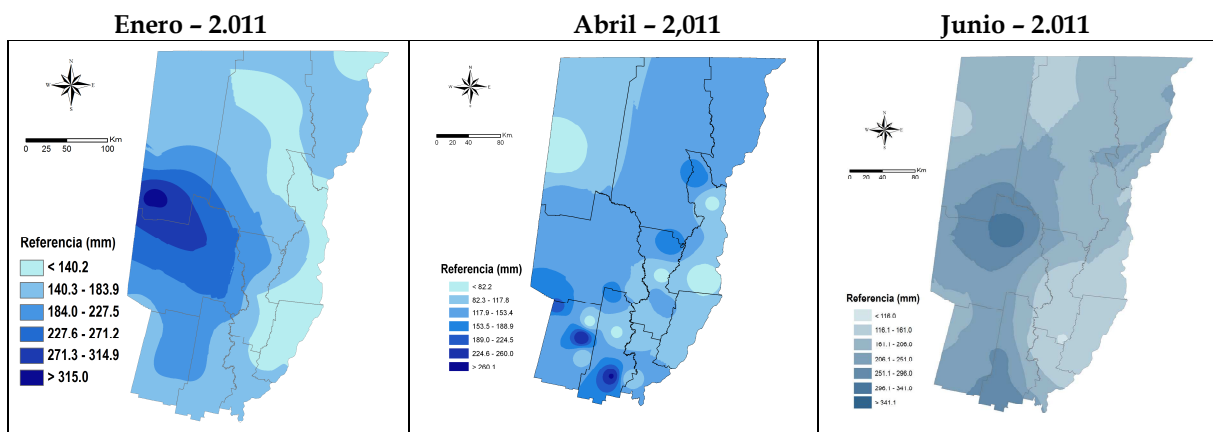 Enero – 2.011
Abril – 2,011
Junio – 2.011
N
W
E
S
Km
0 25 50 100
Referencia (mm)
< 140.2
140.3 - 183.9
184.0 - 227.5
227.6 - 271.2
271.3 - 314.9
> 315.0
N
W
E
S
Km
0 20 40 80
Referencia (mm)
< 82.2
82.3 - 117.8
117.9 - 153.4
153.5 - 188.9
189.0 - 224.5
224.6 - 260.0
> 260.1
N
W
E
S
Km
0 20 40 80
Referencia (mm)
< 116.0
116.1 - 161.0
161.1 - 206.0
206.1 - 251.0
251.1 - 296.0
296.1 - 341.0
> 341.1